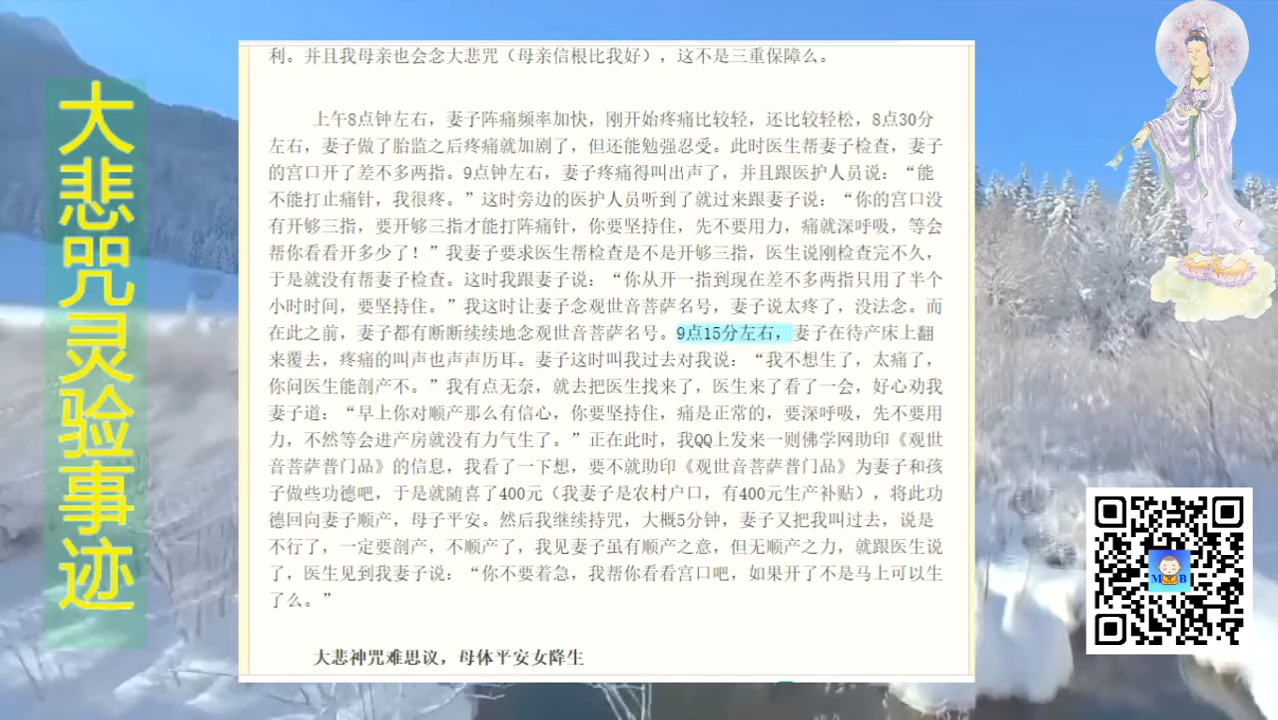 大悲咒灵验事迹
利。并且我母亲也会念大悲咒（母亲信根比我好），这不是三重保障么。
上午8点钟左右，妻子阵痛频率加快，刚开始疼痛比较轻，还比较轻松，8点30分
左右，妻子做了胎监之后疼痛就加剧了，但还能勉强忍受。此时医生帮妻子检查，妻子
的宫口开了差不多两指。9点钟左右，妻子疼痛得叫出声了，并且跟医护人员说：“能
不能打止痛针，我很疼。”这时旁边的医护人员听到了就过来跟妻子说：“你的宫口没
有开够三指，要开够三指才能打阵痛针，你要坚持住，先不要用力，痛就深呼吸，等会
帮你看看开多少了！”我妻子要求医生帮检查是不是开够三指，医生说刚检查完不久，
于是就没有帮妻子检查。这时我跟妻子说：“你从开一指到现在差不多两指只用了半个
小时时间，要坚持住。”我这时让妻子念观世音菩萨名号，妻子说太疼了，没法念。而
在此之前，妻子都有断断续续地念观世音菩萨名号。9点15分左右，妻子在待产床上翻
来覆去，疼痛的叫声也声声历耳。妻子这时叫我过去对我说：“我不想生了，太痛了，
你问医生能剖产不。”我有点无奈，就去把医生找来了，医生来了看了一会，好心劝我
妻子道：“早上你对顺产那么有信心，你要坚持住，痛是正常的，要深呼吸，先不要用
力，不然等会进产房就没有力气生了。”正在此时，我QQ上发来一则佛学网助印《观世
音菩萨普门品》的信息，我看了一下想，要不就助印《观世音菩萨普门品》为妻子和孩
子做些功德吧，于是就随喜了400元（我妻子是农村户口，有400元生产补贴），将此功
德回向妻子顺产，母子平安。然后我继续持咒，大概5分钟，妻子又把我叫过去，说是
不行了，一定要剖产，不顺产了，我见妻子虽有顺产之意，但无顺产之力，就跟医生说
了，医生见到我妻子说：“你不要着急，我帮你看看宫口吧，如果开了不是马上可以生
了么。”
大悲神咒难思议，母体平安女降生
M B